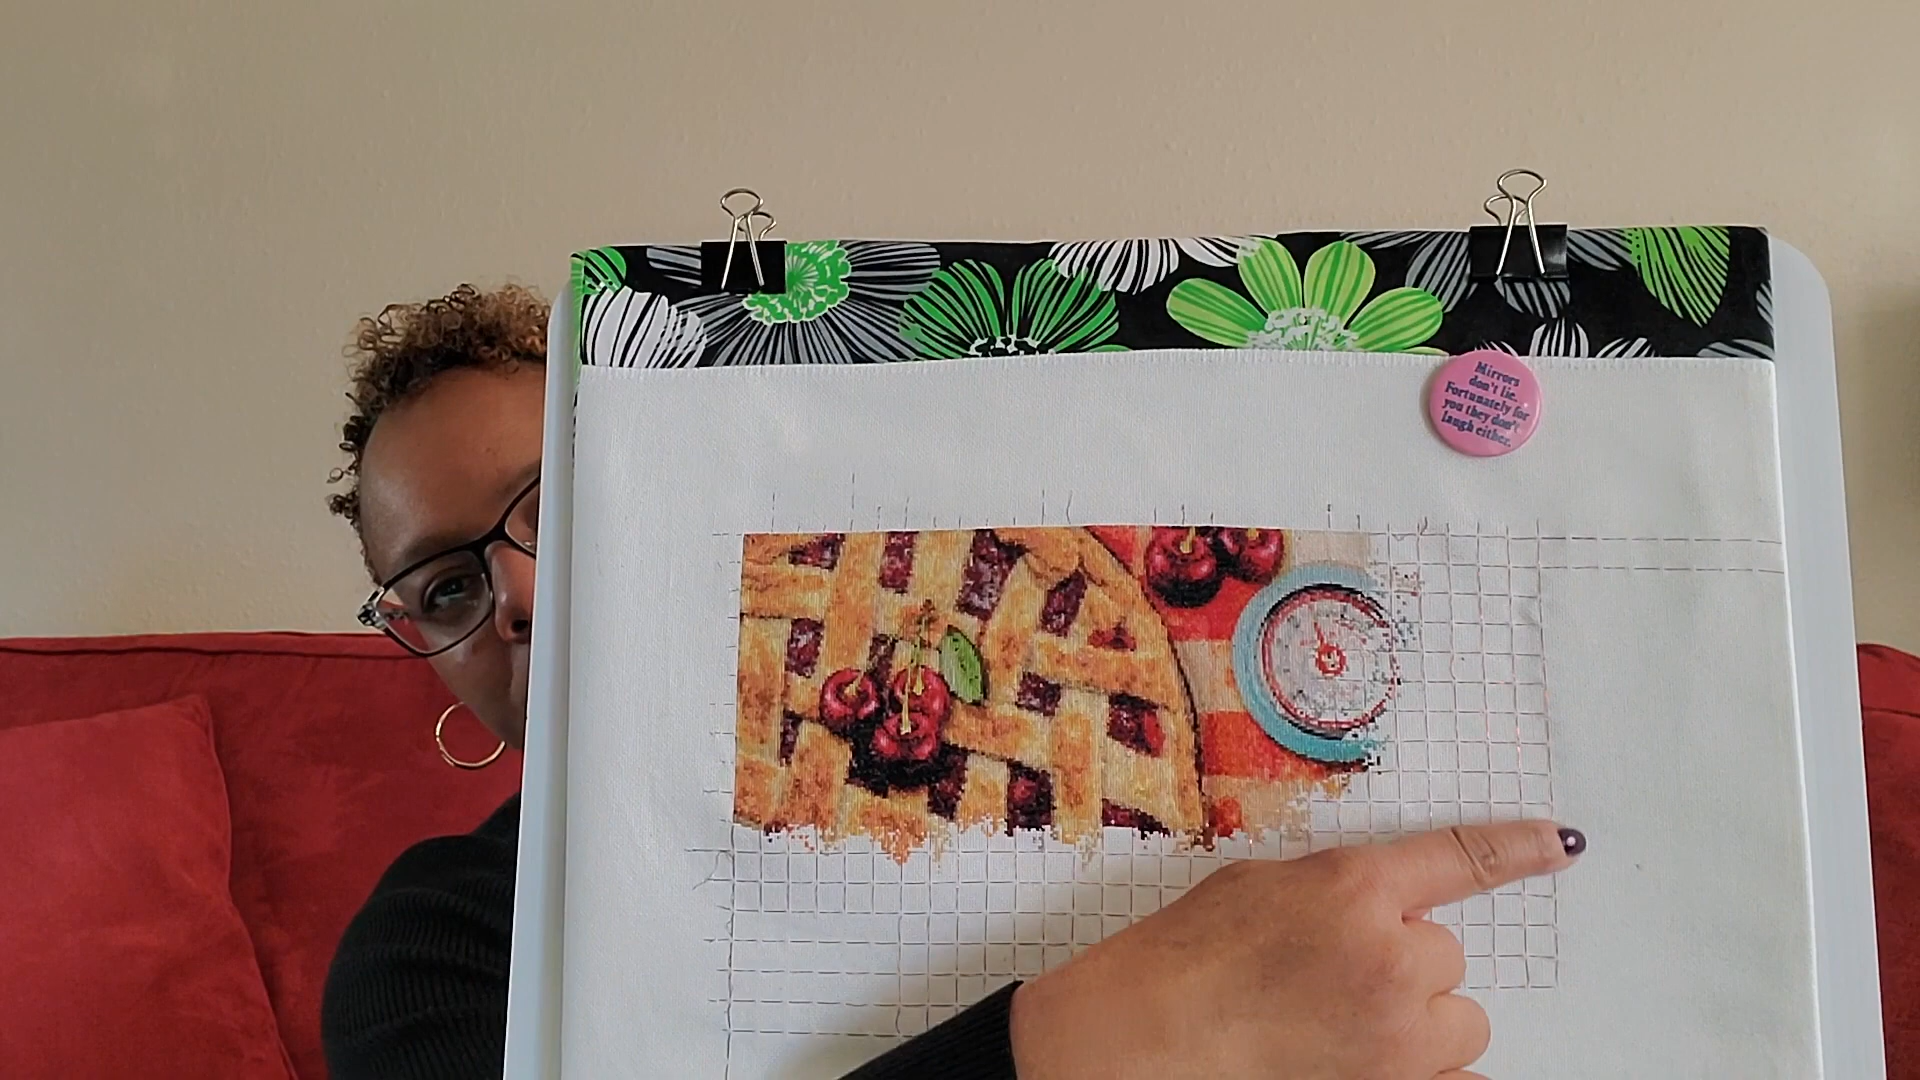 Mirrors
don't lie.
Fortunately for
you they don't
laugh either.